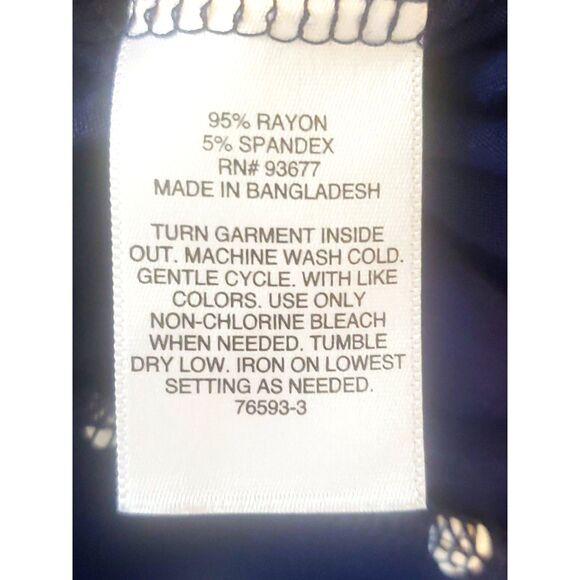 95% RAYON
5% SPANDEX
RN# 93677
MADE IN BANGLADESH
TURN GARMENT INSIDE
OUT. MACHINE WASH COLD.
GENTLE CYCLE. WITH LIKE
COLORS. USE ONLY
NON-CHLORINE BLEACH
WHEN NEEDED. TUMBLE
DRY LOW. IRON ON LOWEST
SETTING AS NEEDED.
76593-3